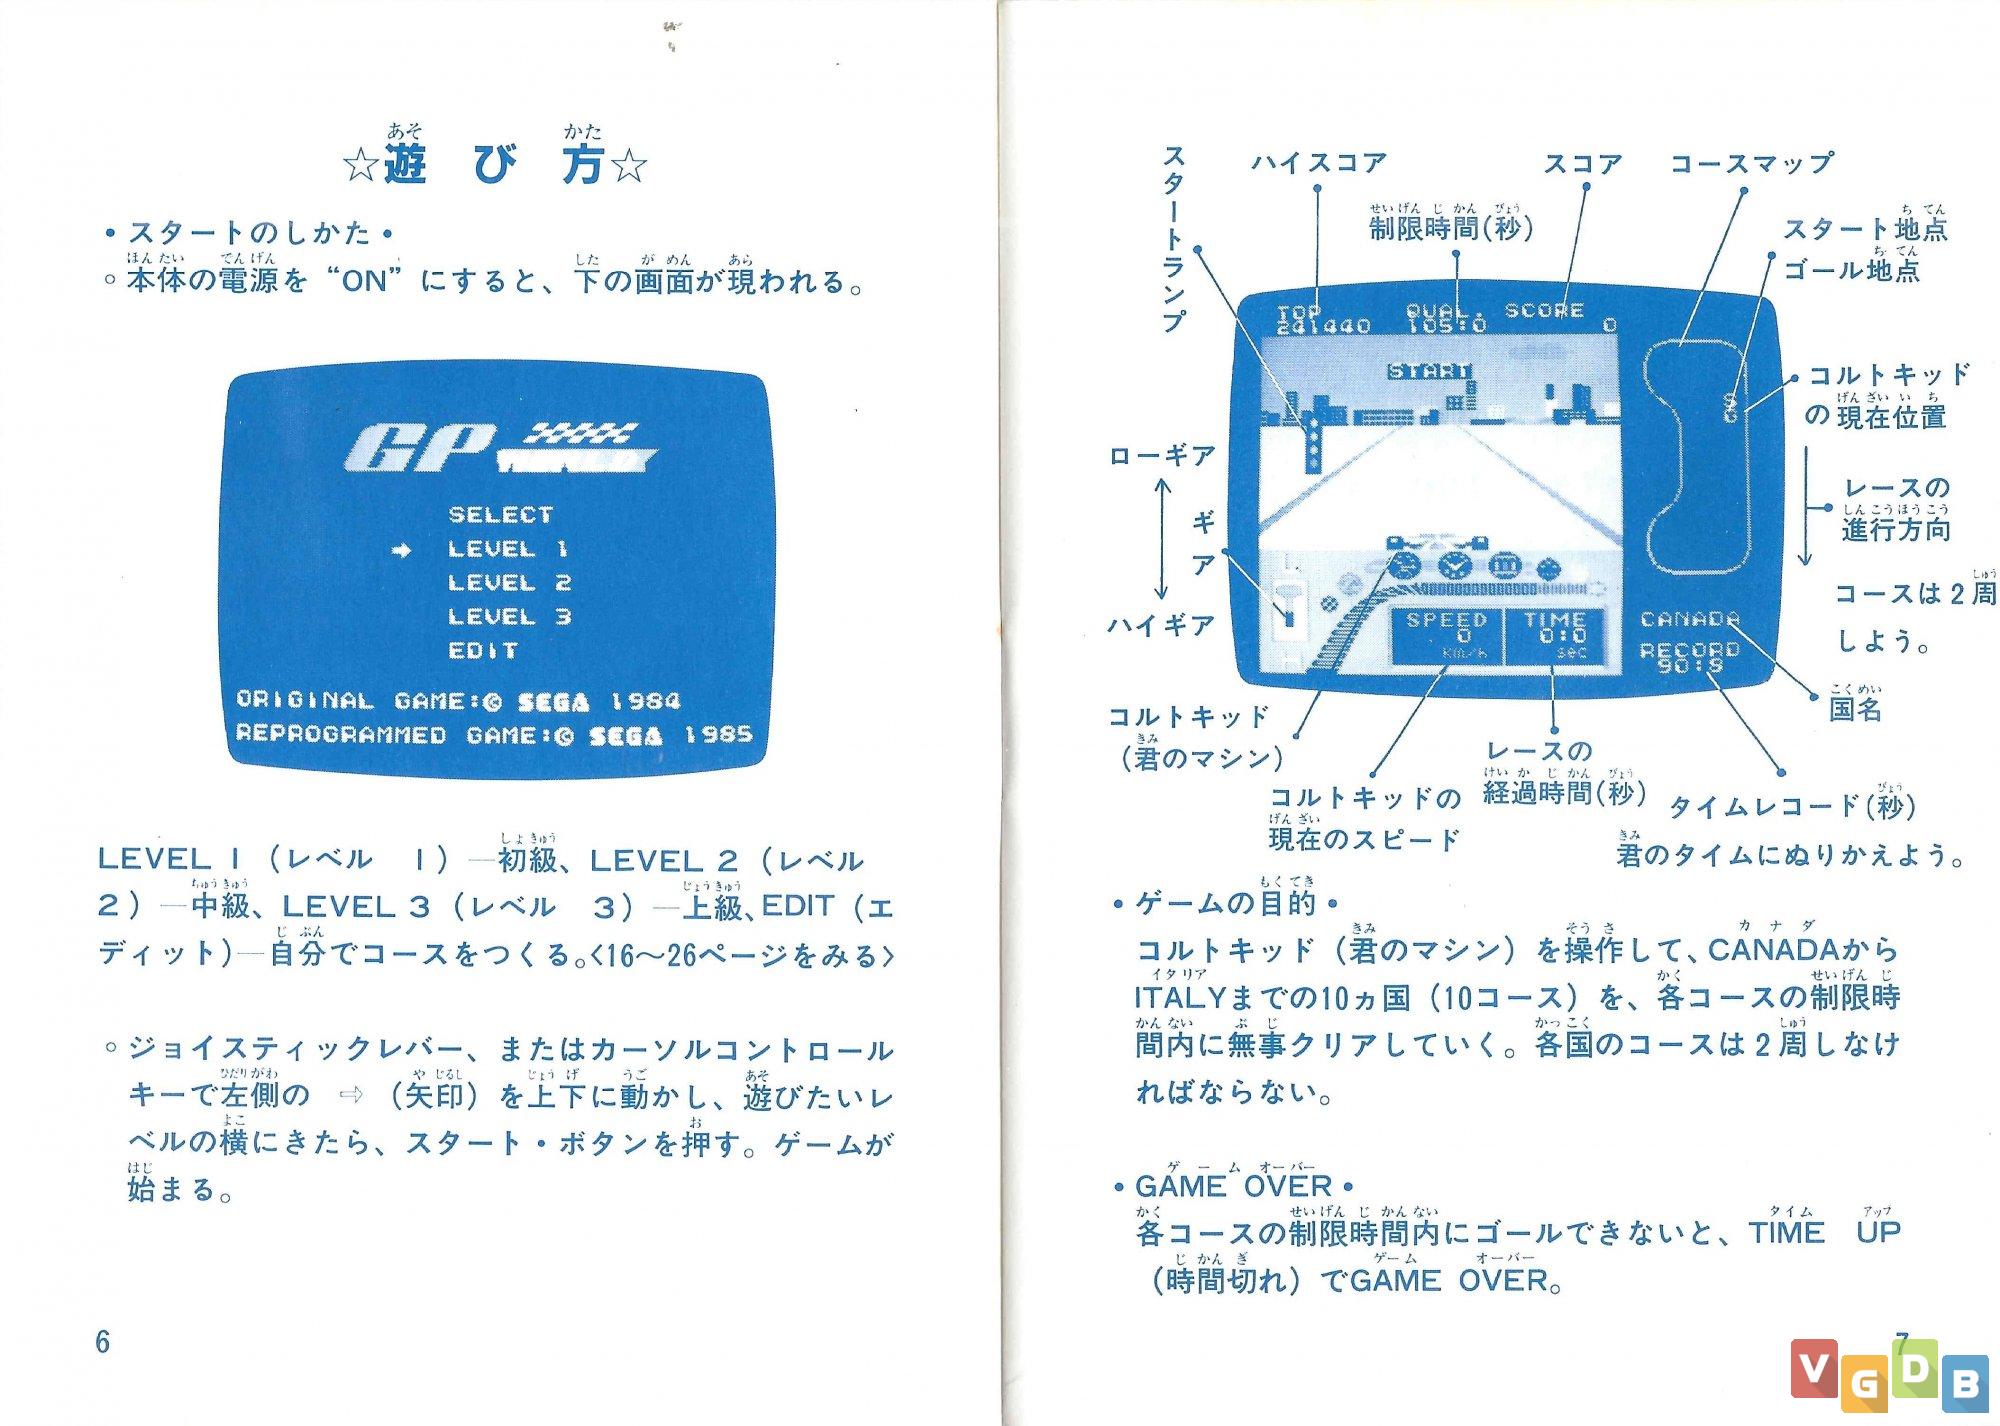 ☆遊び方☆
•スタートのしかた•
○本体の電源を“ON”にすると、下の画面が現われる。
GP WORLD
SELECT
➔ LEVEL 1
LEVEL 2
LEVEL 3
EDIT
ORIGINAL GAME:© SEGA 1984
REPROGRAMMED GAME:© SEGA 1985
LEVEL 1（レベル 1）―初級、LEVEL 2（レベル
2）―中級、LEVEL 3（レベル 3）―上級、EDIT（エ
ディット）―自分でコースをつくる。〈16〜26ページをみる〉
○ジョイスティックレバー、またはカーソルコントロール
キーで左側の ⇨（矢印）を上下に動かし、遊びたいレ
ベルの横にきたら、スタート・ボタンを押す。ゲームが
始まる。
6
スタートランプ
ハイスコア
制限時間(秒)
スコア
コースマップ
スタート地点
ゴール地点
コルトキッド
の現在位置
レースの
進行方向
コースは2周
しよう。
国名
ローギア
ギア
ハイギア
TOP QUAL. SCORE
241440 105:0 0
START
S
G
L
H
SPEED
0
km/h
TIME
0:0
sec
CANADA
RECORD
90:8
コルトキッド
（君のマシン）
コルトキッドの
現在のスピード
レースの
経過時間(秒)
タイムレコード(秒)
君のタイムにぬりかえよう。
•ゲームの目的•
コルトキッド（君のマシン）を操作して、CANADAから
ITALYまでの10ヵ国（10コース）を、各コースの制限時
間内に無事クリアしていく。各国のコースは2周しなけ
ればならない。
•GAME OVER•
各コースの制限時間内にゴールできないと、TIME UP
（時間切れ）でGAME OVER。
7
VGDB